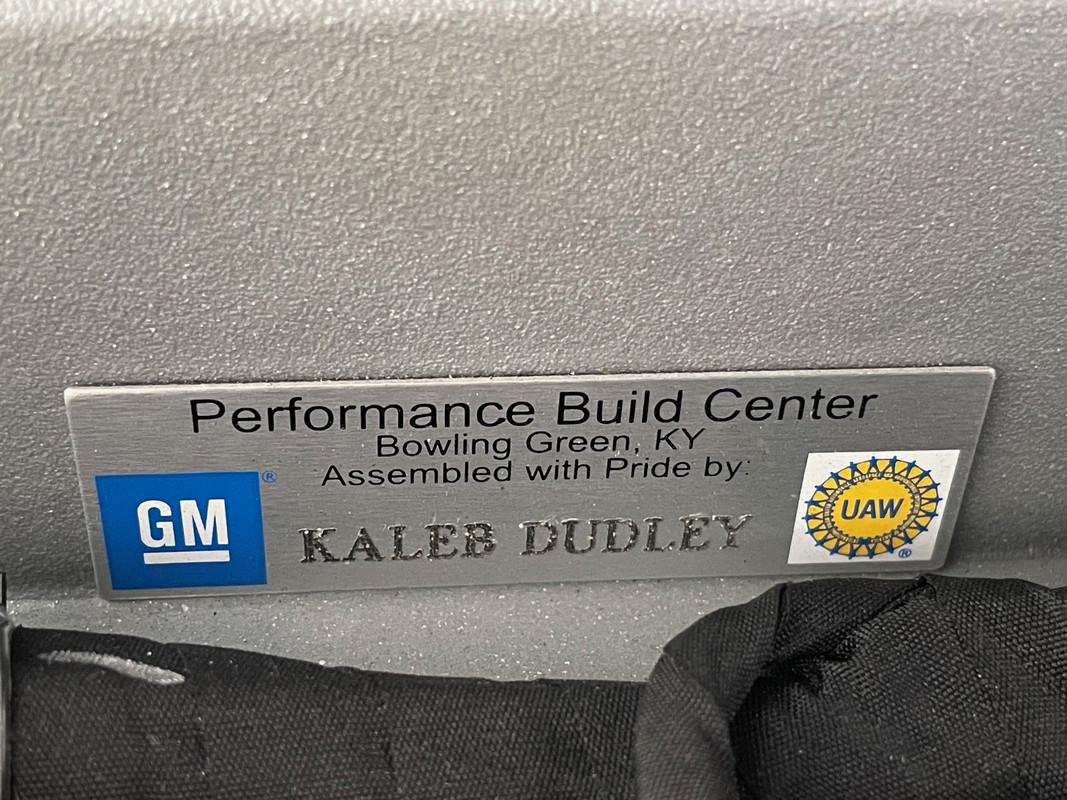 Performance Build Center
Bowling Green, KY
Assembled with Pride by:
GM®
KALEB DUDLEY
UAW
®